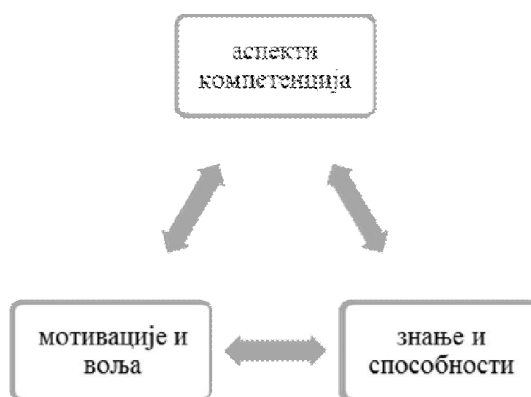 аспекти
компетенција
мотивације и
воља
знање и
способности